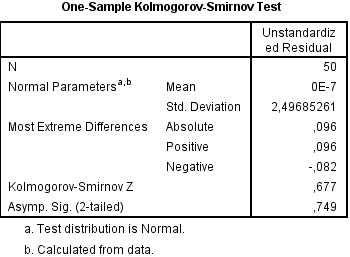 One-Sample Kolmogorov-Smirnov Test
Unstandardiz
ed Residual
N 50
Normal Parametersa,b Mean 0E-7
Std. Deviation 2,49685261
Most Extreme Differences Absolute ,096
Positive ,096
Negative -,082
Kolmogorov-Smirnov Z ,677
Asymp. Sig. (2-tailed) ,749
a. Test distribution is Normal.
b. Calculated from data.